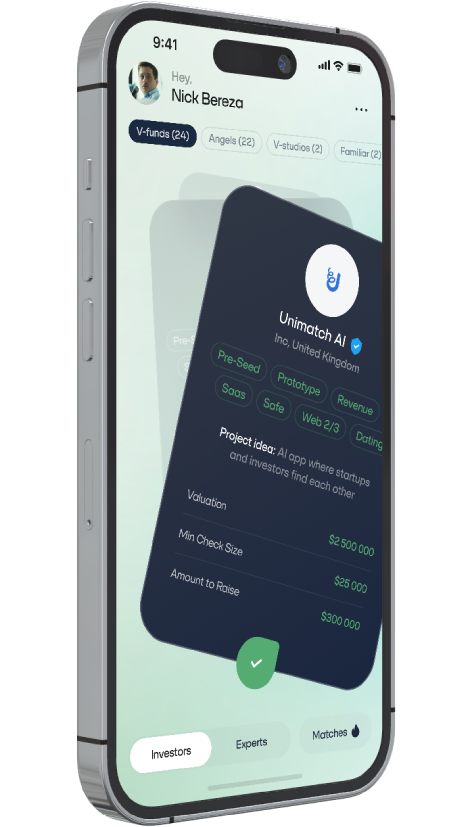 9:41
Hey,
Nick Bereza
V-funds (24) Angels (22) V-studios (2) Familiar (2)
Unimatch AI
Inc, United Kingdom
Pre-Seed Prototype Revenue
Saas Safe Web 2/3 Dating
Project idea: AI app where startups
and investors find each other
Valuation $2 500 000
Min Check Size $25 000
Amount to Raise $300 000
Investors Experts Matches